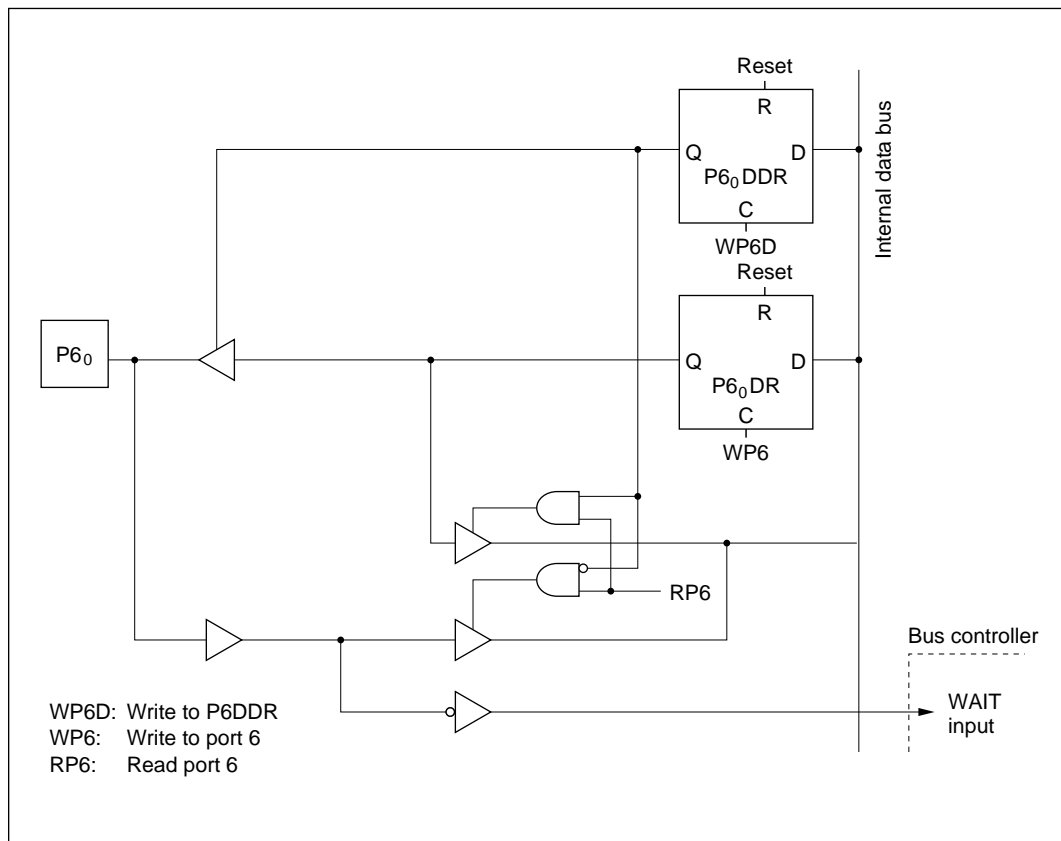 Reset
R
Q D
P6₀DDR
C
WP6D
Internal data bus
Reset
R
P6₀
Q D
P6₀DR
C
WP6
RP6
Bus controller
WAIT
input
WP6D: Write to P6DDR
WP6: Write to port 6
RP6: Read port 6